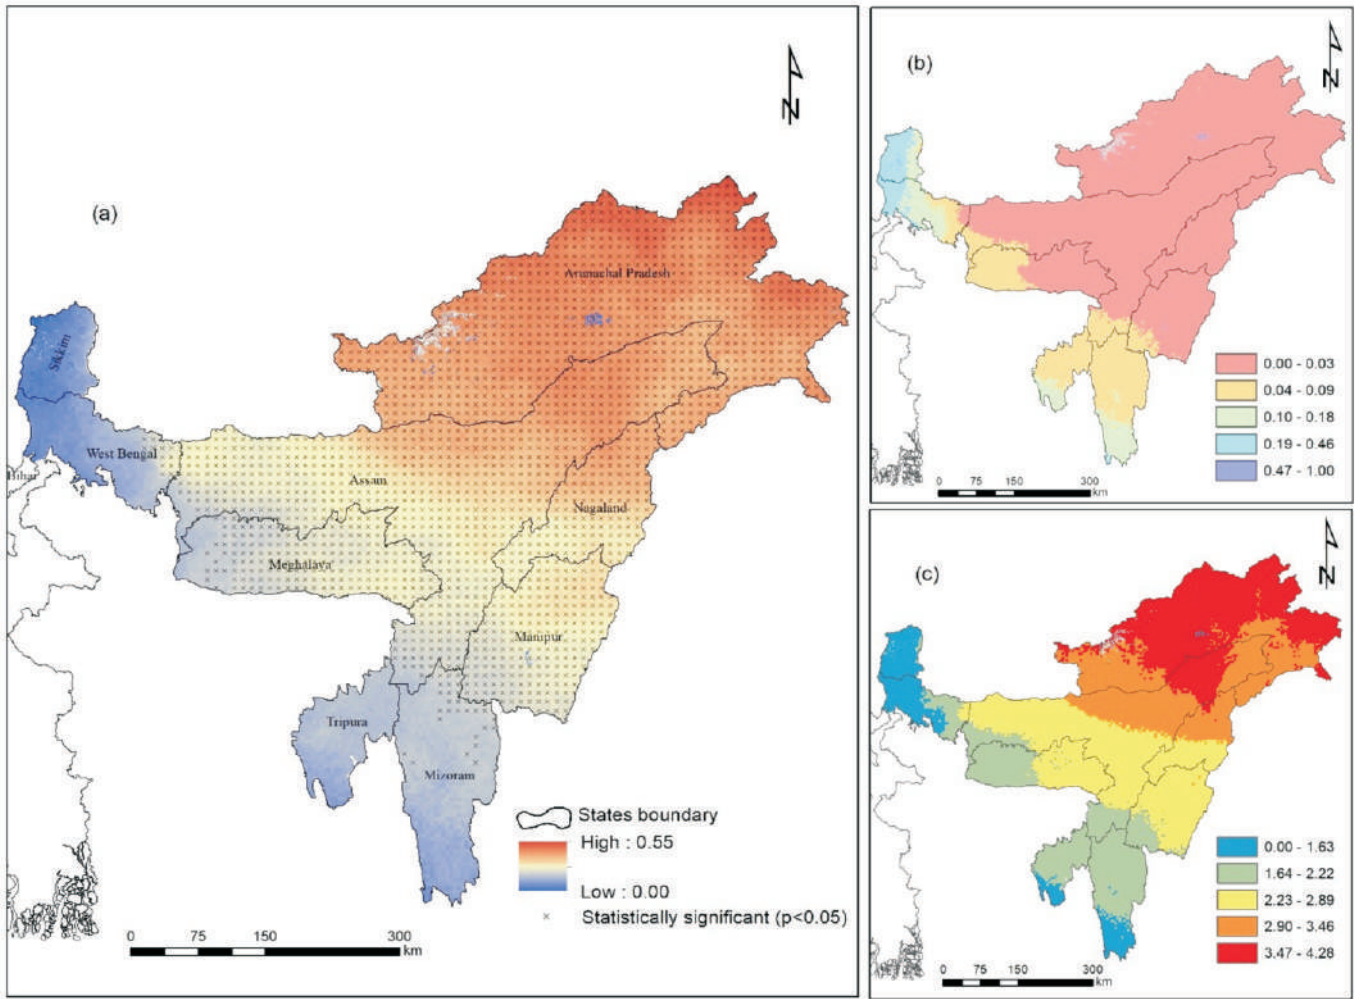 (a)
N
Arunachal Pradesh
Sikkim
West Bengal
Bihar
Assam
Nagaland
Meghalaya
Manipur
Tripura
Mizoram
States boundary
High : 0.55
Low : 0.00
× Statistically significant (p<0.05)
0 75 150 300
km
(b)
N
0.00 - 0.03
0.04 - 0.09
0.10 - 0.18
0.19 - 0.46
0.47 - 1.00
0 75 150 300
km
(c)
N
0.00 - 1.63
1.64 - 2.22
2.23 - 2.89
2.90 - 3.46
3.47 - 4.28
0 75 150 300
km